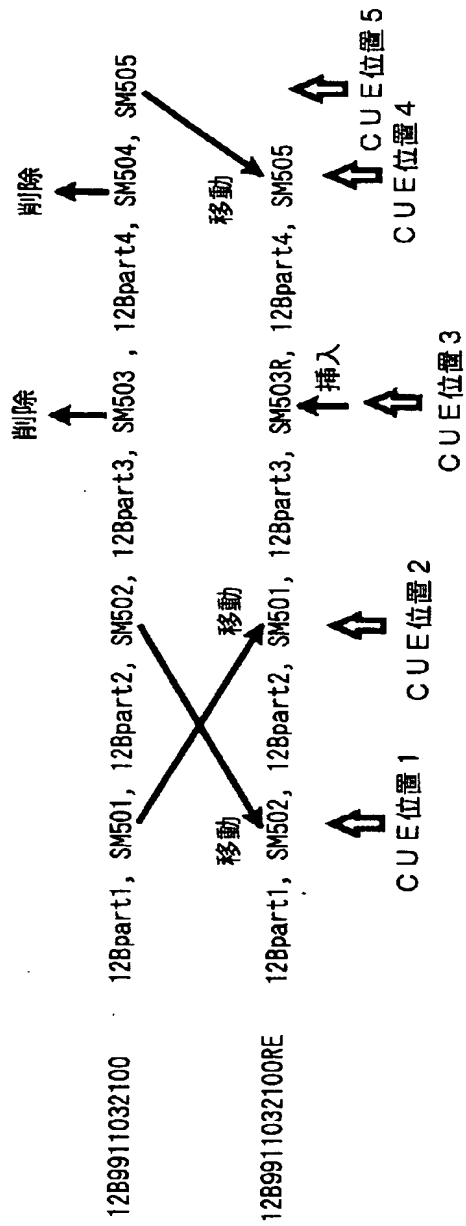 削除
削除
12B9911032100
12Bpart1, SM501, 12Bpart2, SM502, 12Bpart3, SM503 , 12Bpart4, SM504, SM505
移動
移動
移動
12B9911032100RE
12Bpart1, SM502, 12Bpart2, SM501, 12Bpart3, SM503R, 12Bpart4, SM505
挿入
ＣＵＥ位置１
ＣＵＥ位置２
ＣＵＥ位置３
ＣＵＥ位置４
ＣＵＥ位置５